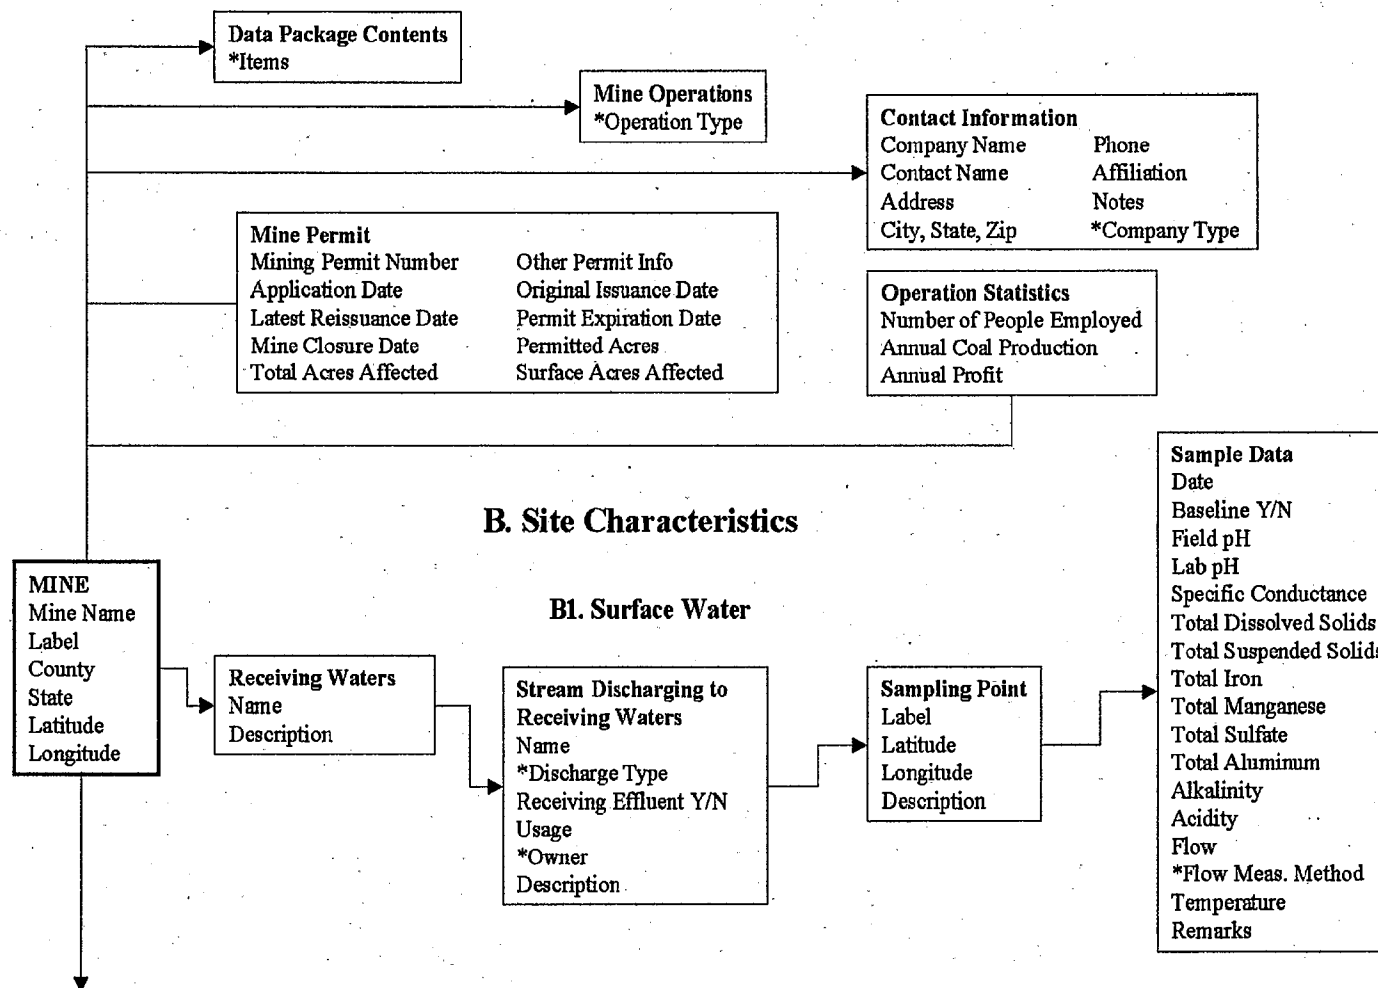 Data Package Contents
*Items
Mine Operations
*Operation Type
Contact Information
Company Name Phone
Contact Name Affiliation
Address Notes
City, State, Zip *Company Type
Mine Permit
Mining Permit Number Other Permit Info
Application Date Original Issuance Date
Latest Reissuance Date Permit Expiration Date
Mine Closure Date Permitted Acres
Total Acres Affected Surface Acres Affected
Operation Statistics
Number of People Employed
Annual Coal Production
Annual Profit
B. Site Characteristics
B1. Surface Water
MINE
Mine Name
Label
County
State
Latitude
Longitude
Receiving Waters
Name
Description
Stream Discharging to
Receiving Waters
Name
*Discharge Type
Receiving Effluent Y/N
Usage
*Owner
Description
Sampling Point
Label
Latitude
Longitude
Description
Sample Data
Date
Baseline Y/N
Field pH
Lab pH
Specific Conductance
Total Dissolved Solids
Total Suspended Solids
Total Iron
Total Manganese
Total Sulfate
Total Aluminum
Alkalinity
Acidity
Flow
*Flow Meas. Method
Temperature
Remarks